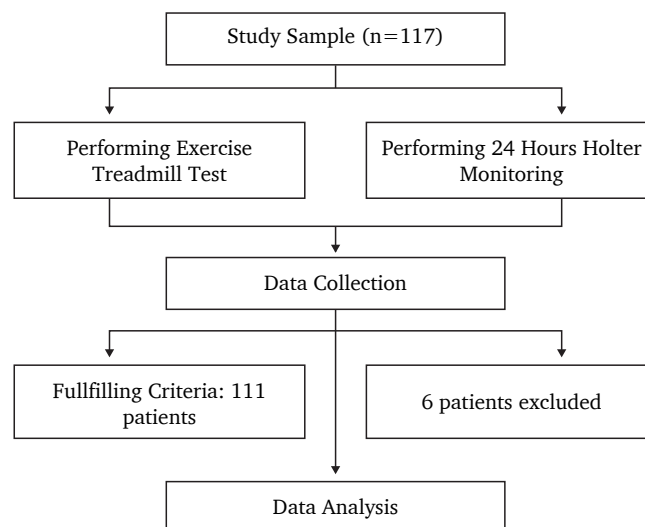 Study Sample (n=117)
Performing Exercise
Treadmill Test
Performing 24 Hours Holter
Monitoring
Data Collection
Fullfilling Criteria: 111
patients
6 patients excluded
Data Analysis